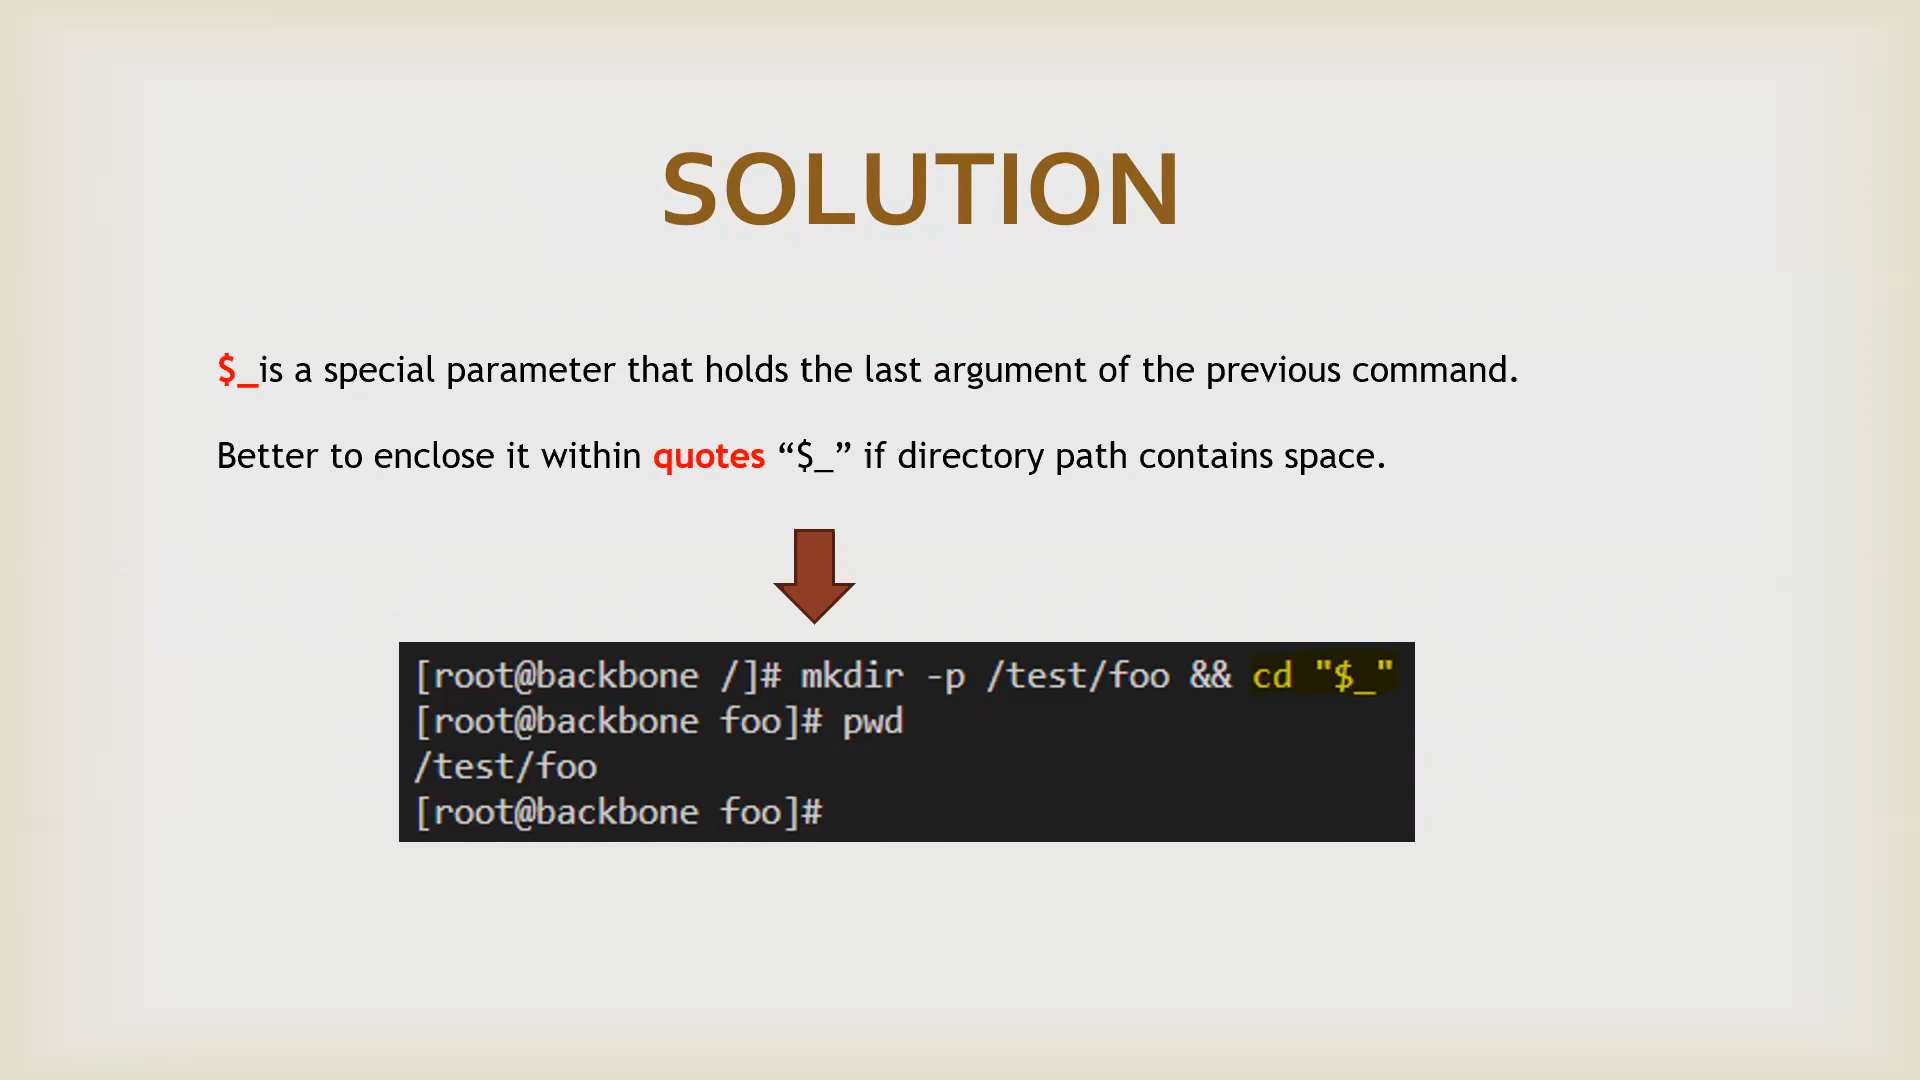 SOLUTION
$_is a special parameter that holds the last argument of the previous command.
Better to enclose it within quotes “$_” if directory path contains space.
[root@backbone /]# mkdir -p /test/foo && cd "$_"
[root@backbone foo]# pwd
/test/foo
[root@backbone foo]#